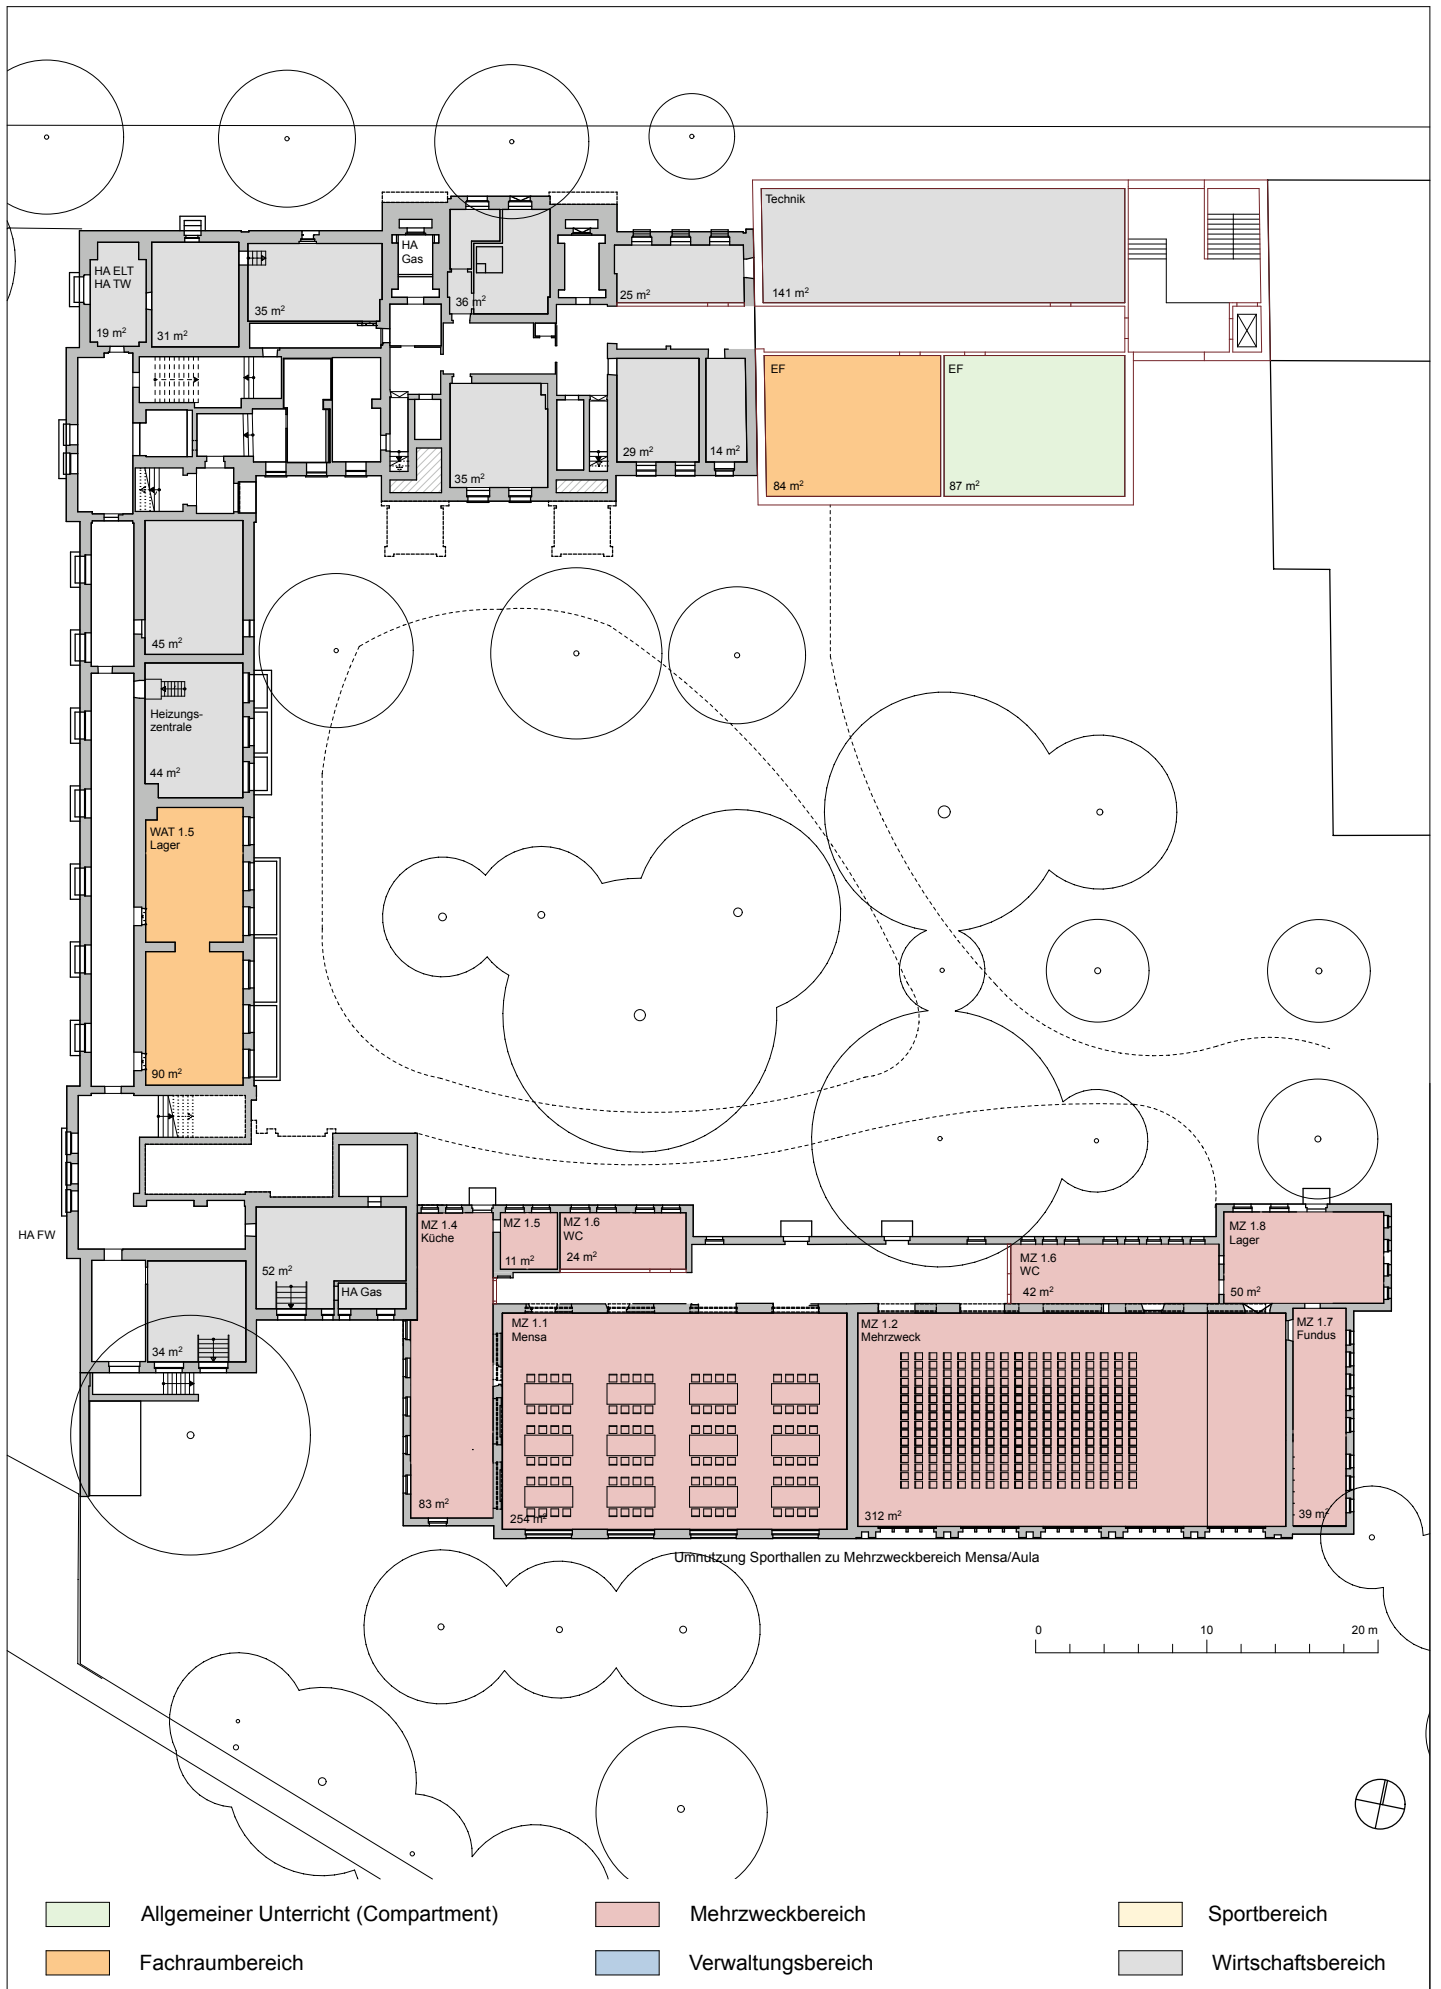 Technik
141 m²
HA ELT
HA TW
19 m²
31 m²
35 m²
HA
Gas
36 m²
25 m²
EF
84 m²
EF
87 m²
35 m²
29 m²
14 m²
45 m²
Heizungs-
zentrale
44 m²
WAT 1.5
Lager
90 m²
HA FW
52 m²
HA Gas
34 m²
MZ 1.4
Küche
83 m²
MZ 1.5
11 m²
MZ 1.6
WC
24 m²
MZ 1.6
WC
42 m²
MZ 1.8
Lager
50 m²
MZ 1.1
Mensa
254 m²
MZ 1.2
Mehrzweck
312 m²
MZ 1.7
Fundus
39 m²
Umnutzung Sporthallen zu Mehrzweckbereich Mensa/Aula
0 10 20 m
Allgemeiner Unterricht (Compartment)
Mehrzweckbereich
Sportbereich
Fachraumbereich
Verwaltungsbereich
Wirtschaftsbereich